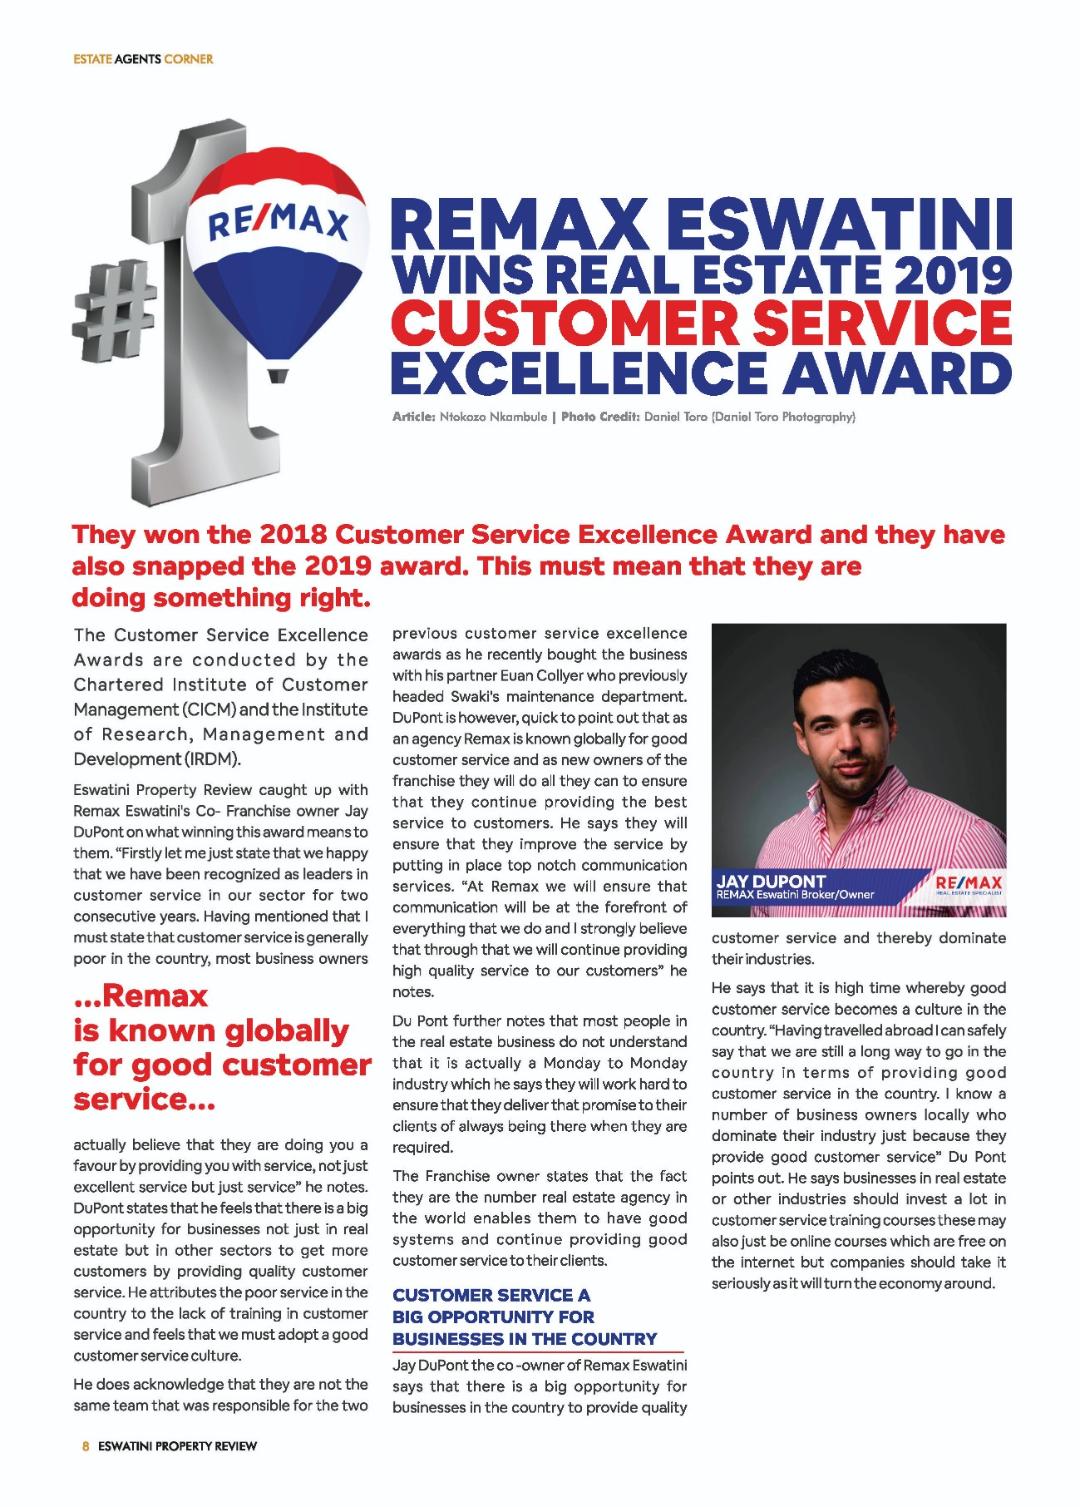 ESTATE AGENTS CORNER
#1
RE/MAX
REMAX ESWATINI
WINS REAL ESTATE 2019
CUSTOMER SERVICE
EXCELLENCE AWARD
Article: Ntokozo Nkambule | Photo Credit: Daniel Toro (Daniel Toro Photography)
They won the 2018 Customer Service Excellence Award and they have
also snapped the 2019 award. This must mean that they are
doing something right.
The Customer Service Excellence
Awards are conducted by the
Chartered Institute of Customer
Management (CICM) and the Institute
of Research, Management and
Development (IRDM).
Eswatini Property Review caught up with
Remax Eswatini's Co- Franchise owner Jay
DuPont on what winning this award means to
them. “Firstly let me just state that we happy
that we have been recognized as leaders in
customer service in our sector for two
consecutive years. Having mentioned that I
must state that customer service is generally
poor in the country, most business owners
...Remax
is known globally
for good customer
service...
actually believe that they are doing you a
favour by providing you with service, not just
excellent service but just service” he notes.
DuPont states that he feels that there is a big
opportunity for businesses not just in real
estate but in other sectors to get more
customers by providing quality customer
service. He attributes the poor service in the
country to the lack of training in customer
service and feels that we must adopt a good
customer service culture.
He does acknowledge that they are not the
same team that was responsible for the two
previous customer service excellence
awards as he recently bought the business
with his partner Euan Collyer who previously
headed Swaki's maintenance department.
DuPont is however, quick to point out that as
an agency Remax is known globally for good
customer service and as new owners of the
franchise they will do all they can to ensure
that they continue providing the best
service to customers. He says they will
ensure that they improve the service by
putting in place top notch communication
services. “At Remax we will ensure that
communication will be at the forefront of
everything that we do and I strongly believe
that through that we will continue providing
high quality service to our customers” he
notes.
Du Pont further notes that most people in
the real estate business do not understand
that it is actually a Monday to Monday
industry which he says they will work hard to
ensure that they deliver that promise to their
clients of always being there when they are
required.
The Franchise owner states that the fact
they are the number real estate agency in
the world enables them to have good
systems and continue providing good
customer service to their clients.
CUSTOMER SERVICE A
BIG OPPORTUNITY FOR
BUSINESSES IN THE COUNTRY
Jay DuPont the co -owner of Remax Eswatini
says that there is a big opportunity for
businesses in the country to provide quality
JAY DUPONT
REMAX Eswatini Broker/Owner
RE/MAX
REAL ESTATE SPECIALIST
customer service and thereby dominate
their industries.
He says that it is high time whereby good
customer service becomes a culture in the
country. “Having travelled abroad I can safely
say that we are still a long way to go in the
country in terms of providing good
customer service in the country. I know a
number of business owners locally who
dominate their industry just because they
provide good customer service” Du Pont
points out. He says businesses in real estate
or other industries should invest a lot in
customer service training courses these may
also just be online courses which are free on
the internet but companies should take it
seriously as it will turn the economy around.
8 ESWATINI PROPERTY REVIEW